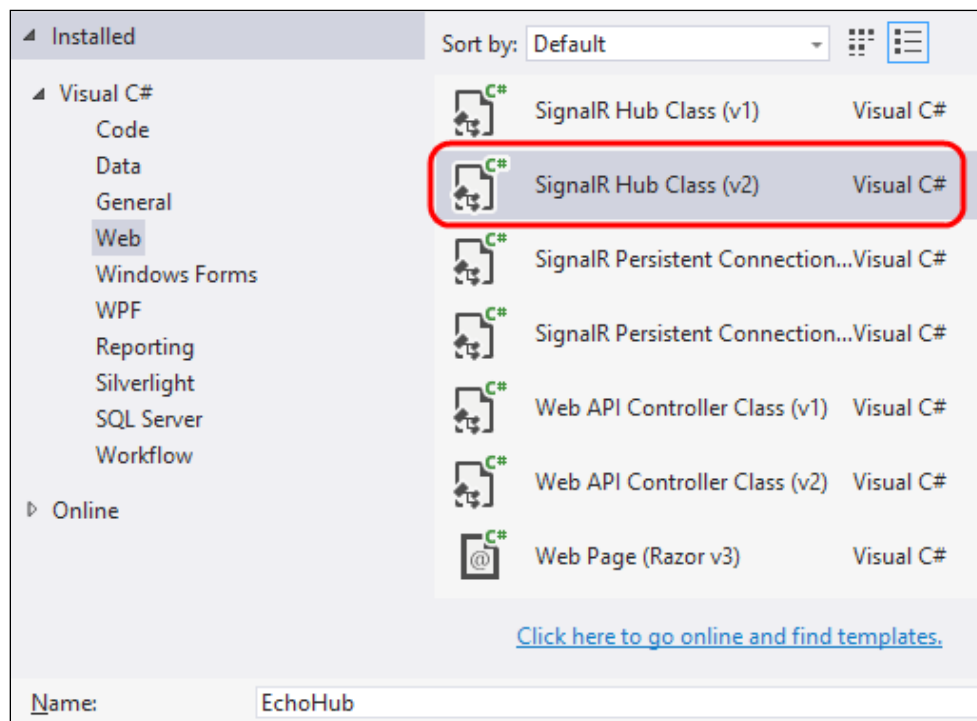 Installed
Visual C#
Code
Data
General
Web
Windows Forms
WPF
Reporting
Silverlight
SQL Server
Workflow
Online
Sort by: Default
C# SignalR Hub Class (v1) Visual C#
C# SignalR Hub Class (v2) Visual C#
C# SignalR Persistent Connection...Visual C#
C# SignalR Persistent Connection...Visual C#
C# Web API Controller Class (v1) Visual C#
C# Web API Controller Class (v2) Visual C#
C# @ Web Page (Razor v3) Visual C#
Click here to go online and find templates.
Name: EchoHub